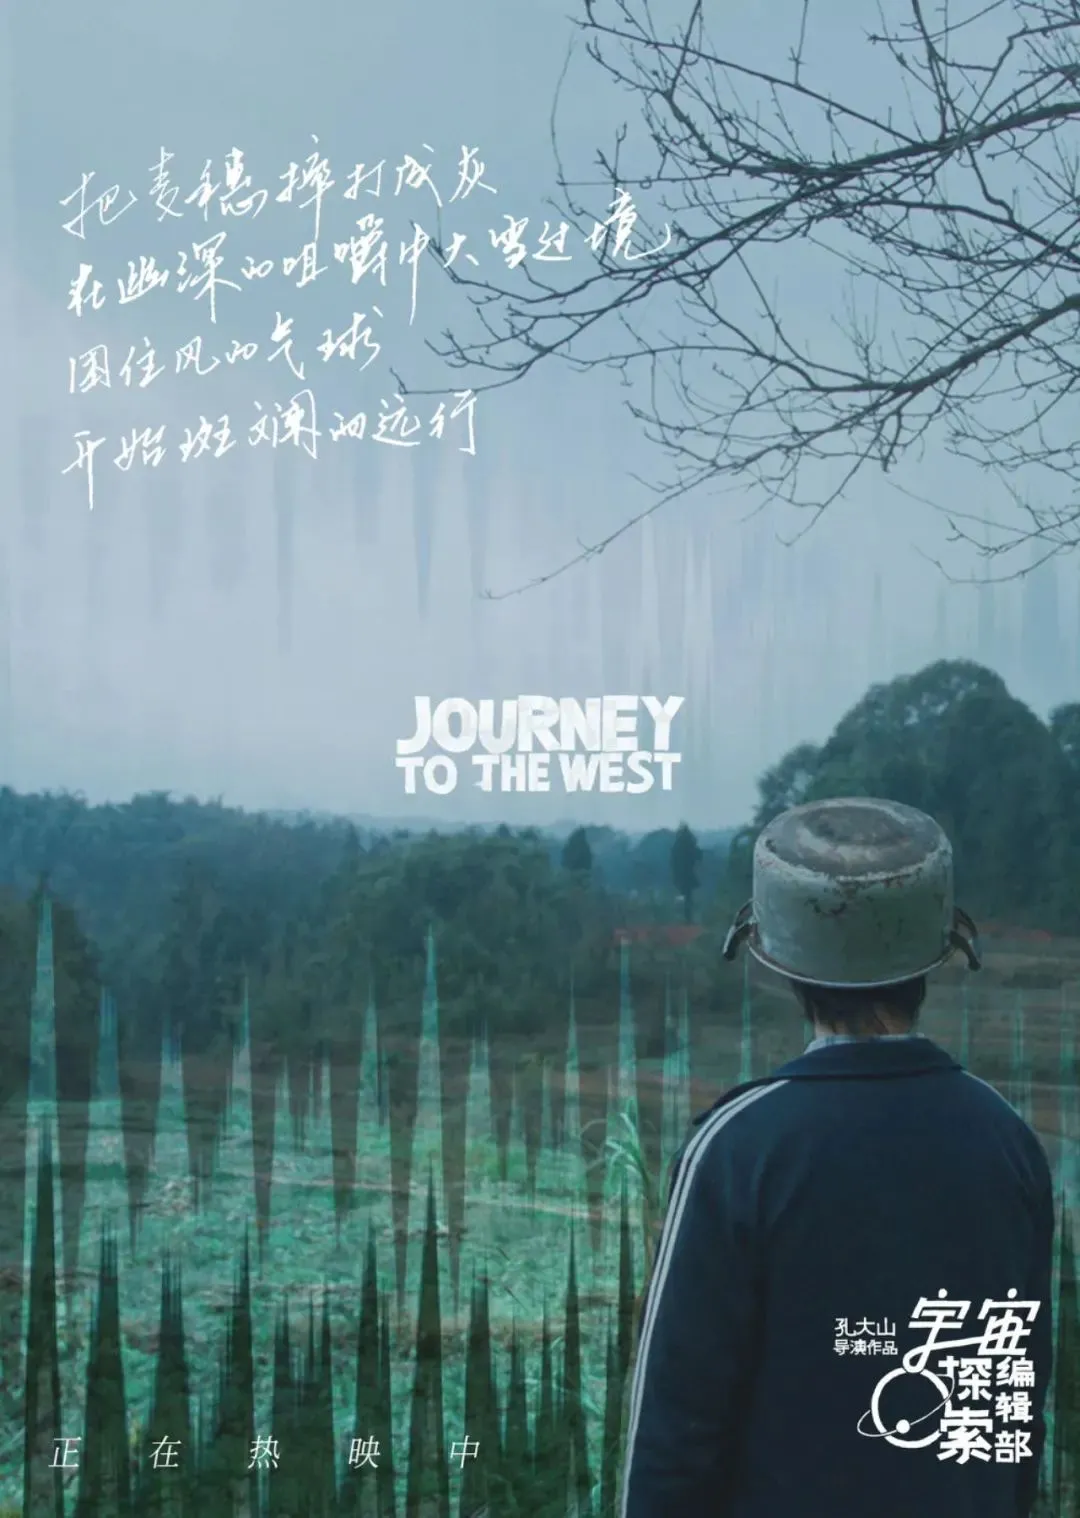 把麦穗摔打成灰
在幽深的咀嚼中大雪过境
困住风的气球
开始斑斓的远行
JOURNEY
TO THE WEST
孔大山
导演作品
宇宙
探索
编辑部
正在热映中